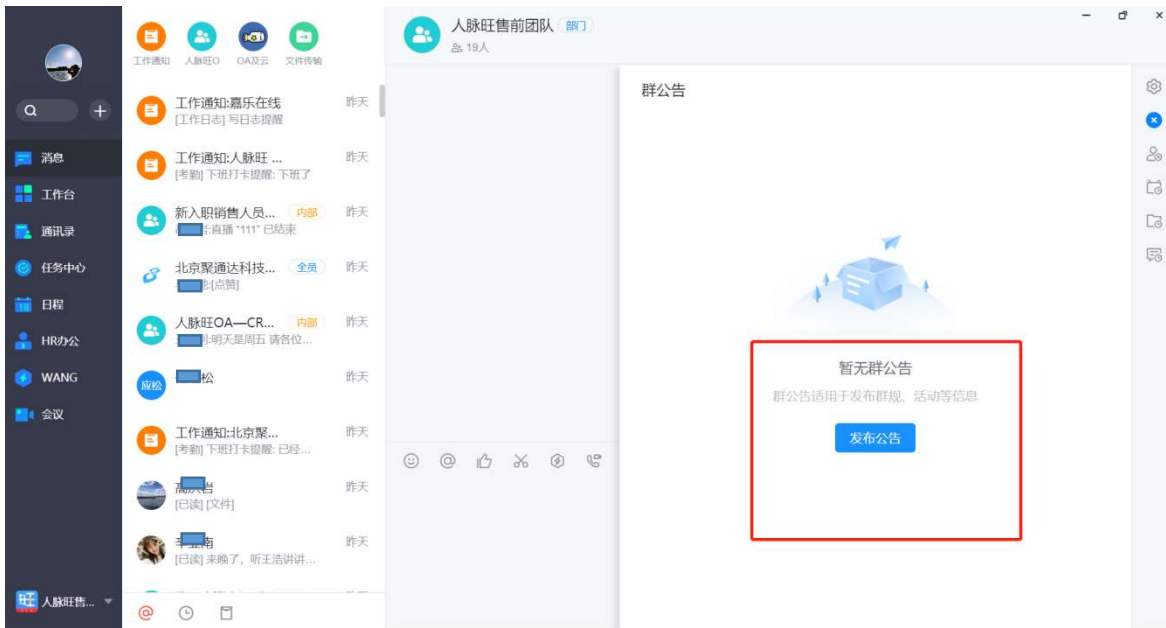 消息
工作台
通讯录
任务中心
日程
HR办公
WANG
会议
人脉旺售...
工作通知
人脉旺O
OA及云
文件传输
工作通知:嘉乐在线
昨天
[工作日志] 写日志提醒
工作通知:人脉旺 ...
昨天
[考勤] 下班打卡提醒: 下班了
新入职销售人员...
内部
昨天
:直播 "111" 已结束
北京聚通达科技...
全员
昨天
:[点赞]
人脉旺OA—CR...
内部
昨天
:明天是周五 请各位...
应松
松
昨天
工作通知:北京聚...
昨天
[考勤] 下班打卡提醒: 已经...
昨天
[已读] [文件]
南
昨天
[已读] 来晚了，听王浩讲讲...
人脉旺售前团队
部门
19人
群公告
暂无群公告
群公告适用于发布群规、活动等信息
发布公告